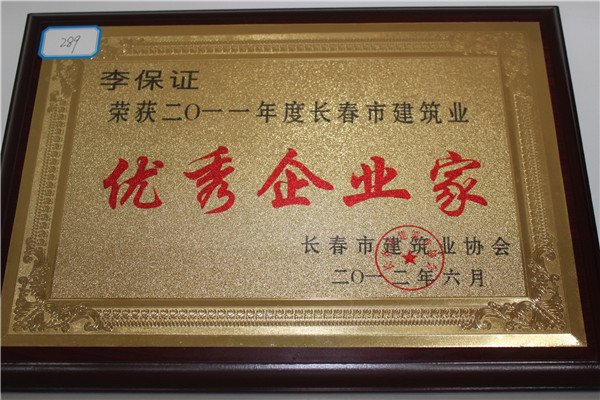 289
李保证
荣获二〇一一年度长春市建筑业
优秀企业家
长春市建筑业协会
二〇一二年六月